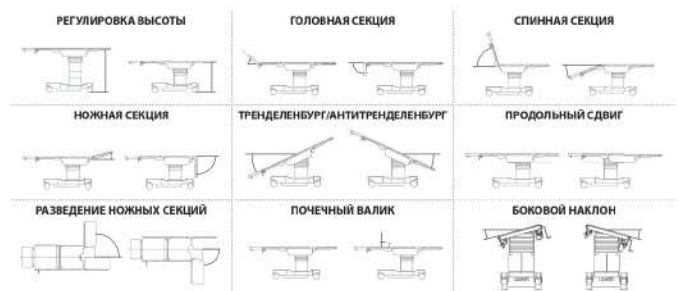 РЕГУЛИРОВКА ВЫСОТЫ
ГОЛОВНАЯ СЕКЦИЯ
СПИННАЯ СЕКЦИЯ
НОЖНАЯ СЕКЦИЯ
ТРЕНДЕЛЕНБУРГ/АНТИТРЕНДЕЛЕНБУРГ
ПРОДОЛЬНЫЙ СДВИГ
РАЗВЕДЕНИЕ НОЖНЫХ СЕКЦИЙ
ПОЧЕЧНЫЙ ВАЛИК
БОКОВОЙ НАКЛОН